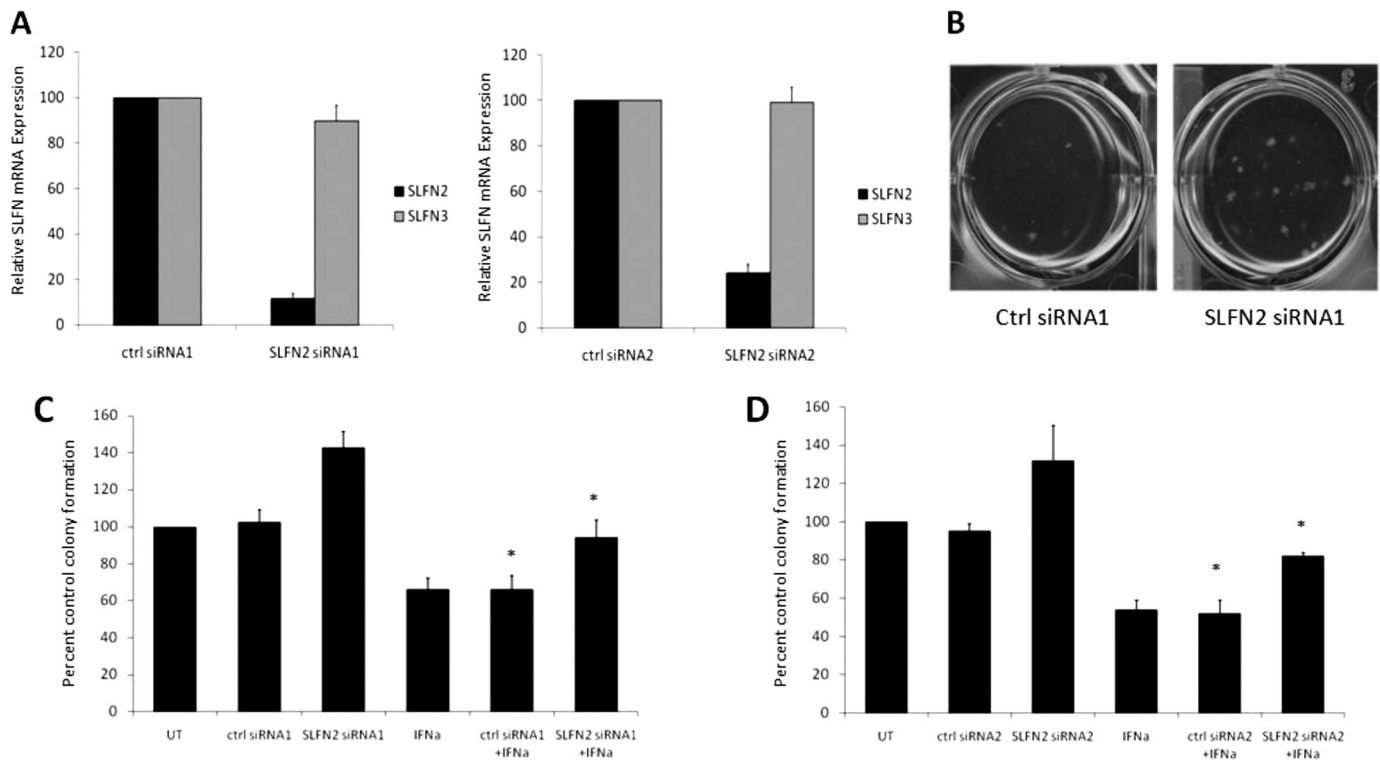 A
Relative SLFN mRNA Expression
120
100
80
60
40
20
0
ctrl siRNA1
SLFN2 siRNA1
SLFN2
SLFN3
Relative SLFN mRNA Expression
120
100
80
60
40
20
0
ctrl siRNA2
SLFN2 siRNA2
SLFN2
SLFN3
B
Ctrl siRNA1
SLFN2 siRNA1
C
Percent control colony formation
160
140
120
100
80
60
40
20
0
*
*
UT
ctrl siRNA1
SLFN2 siRNA1
IFNa
ctrl siRNA1
+IFNa
SLFN2 siRNA1
+IFNa
D
Percent control colony formation
160
140
120
100
80
60
40
20
0
*
*
UT
ctrl siRNA2
SLFN2 siRNA2
IFNa
ctrl siRNA2
+IFNa
SLFN2 siRNA2
+IFNa